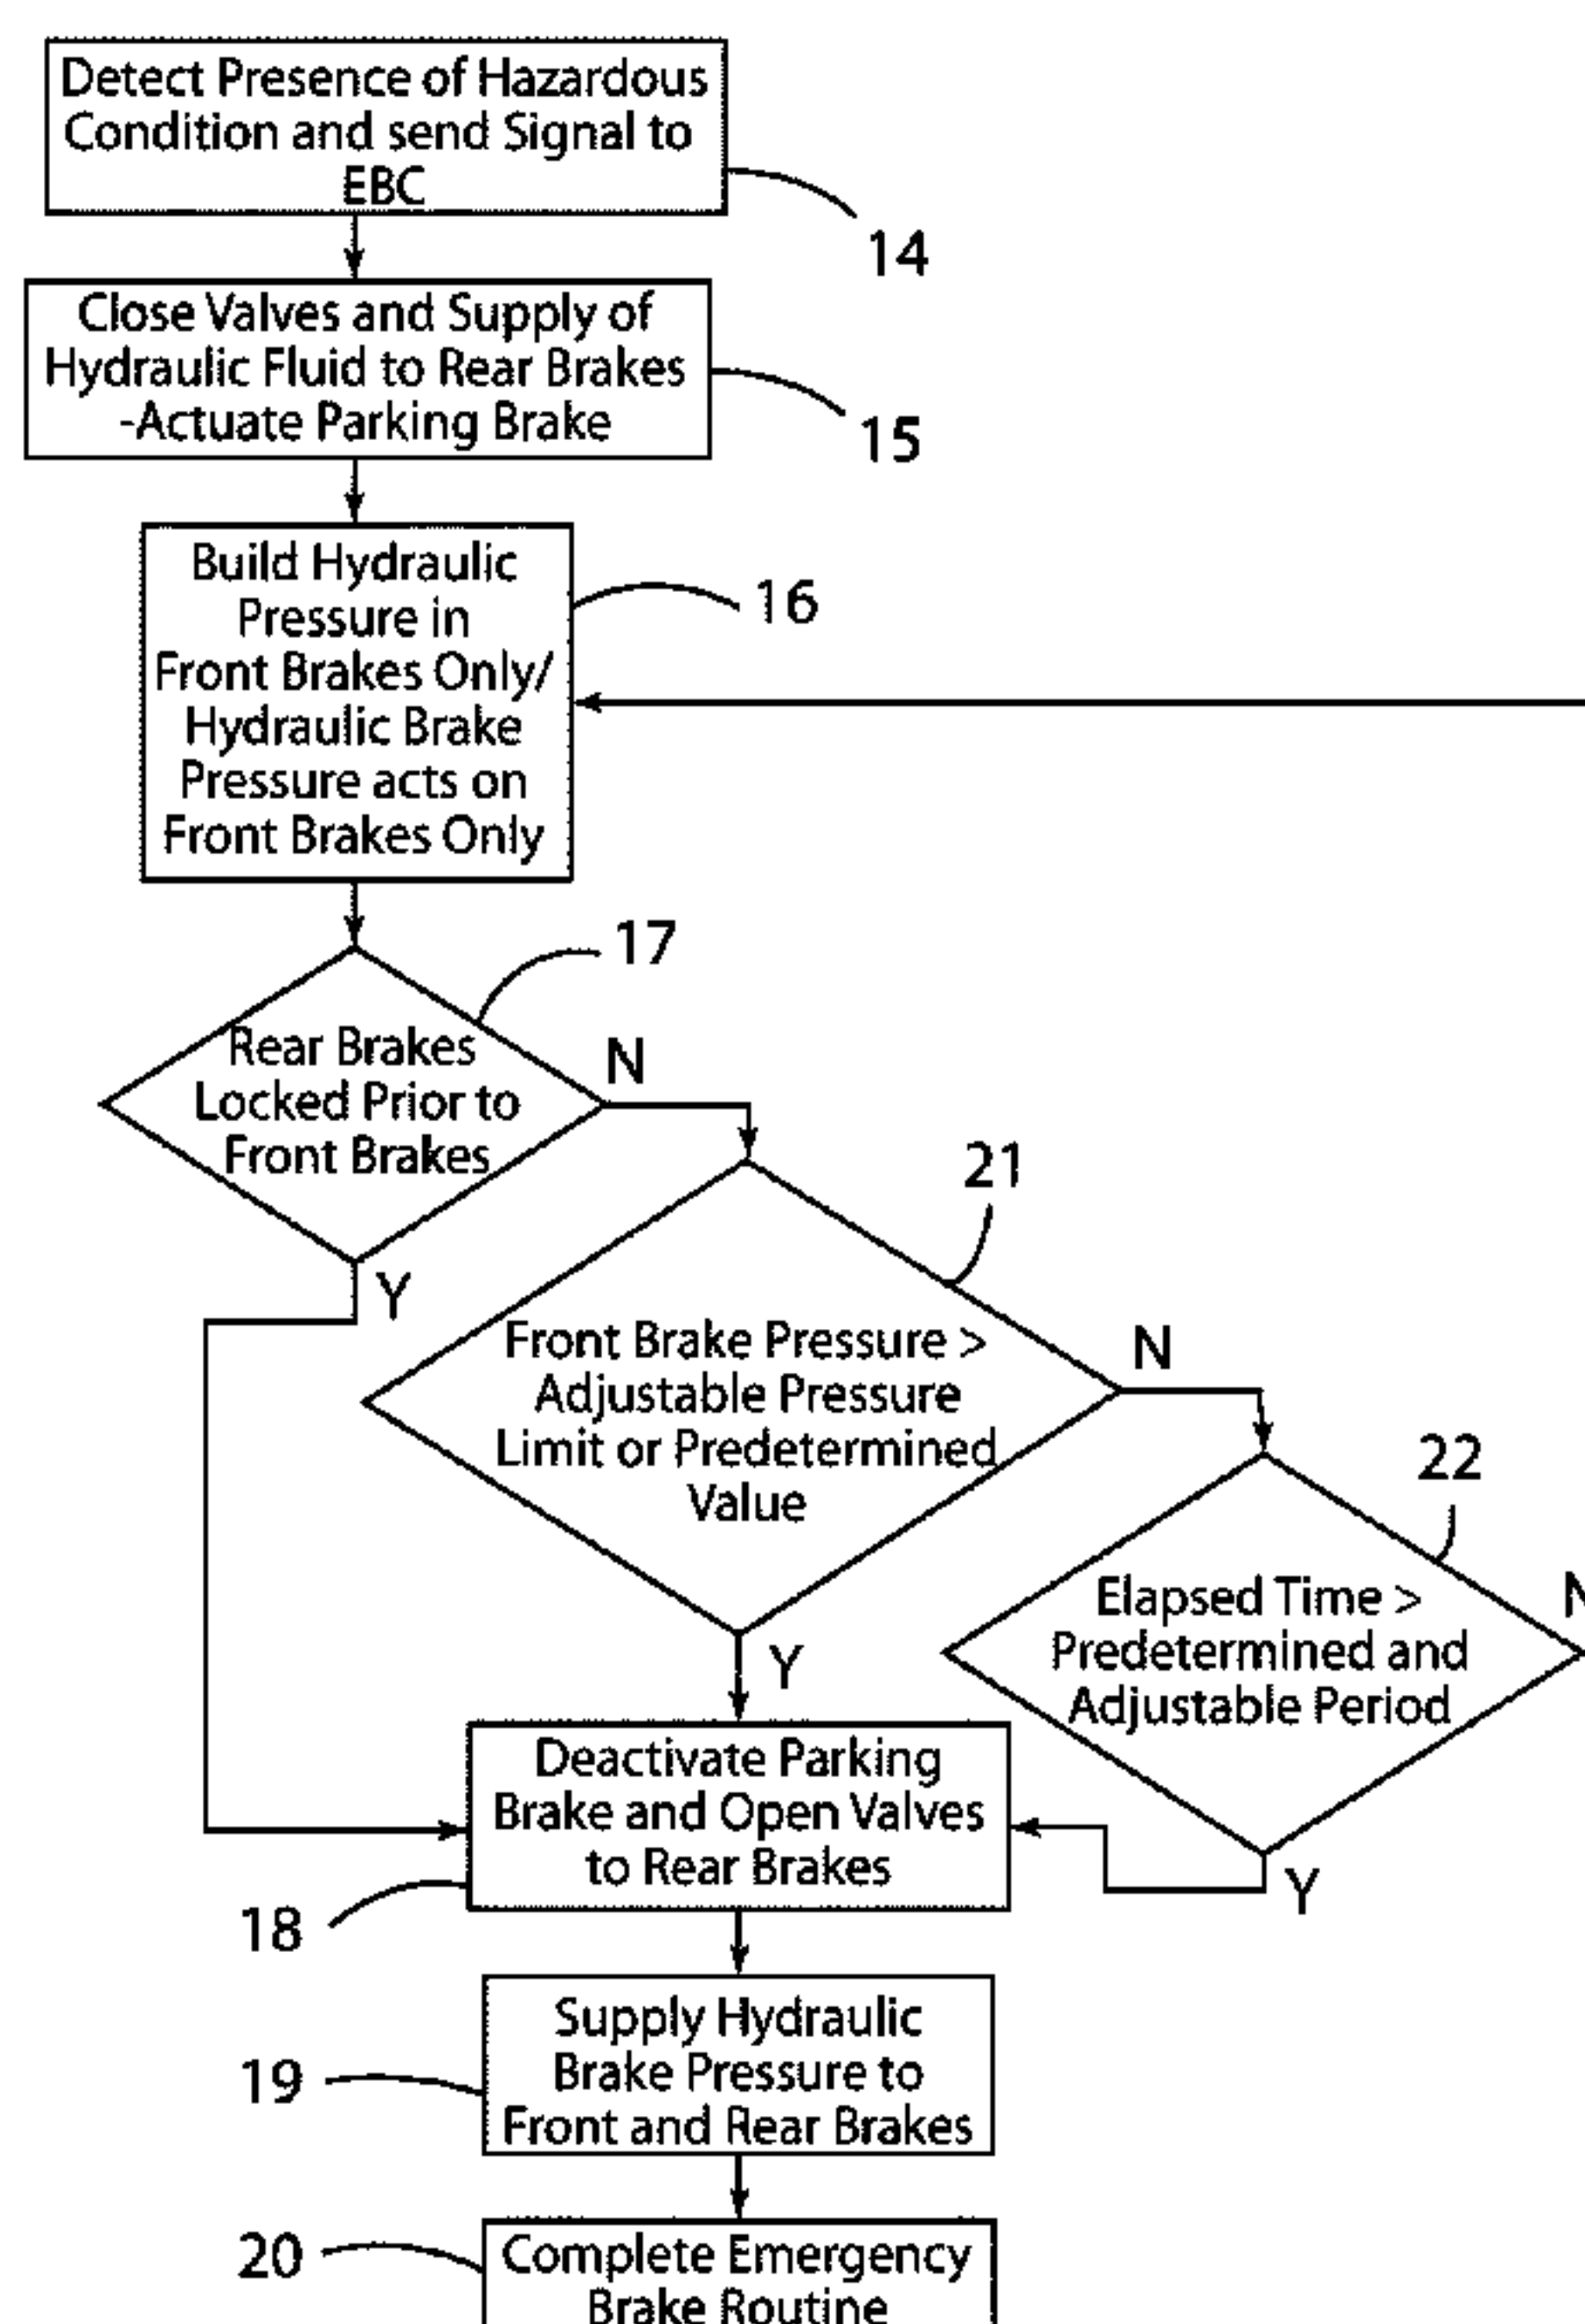 Detect Presence of Hazardous
Condition and send Signal to
EBC
14
Close Valves and Supply of
Hydraulic Fluid to Rear Brakes
-Actuate Parking Brake
15
Build Hydraulic
Pressure in
Front Brakes Only/
Hydraulic Brake
Pressure acts on
Front Brakes Only
16
17
Rear Brakes
Locked Prior to
Front Brakes
N
Y
21
Front Brake Pressure >
Adjustable Pressure
Limit or Predetermined
Value
N
Y
22
Elapsed Time >
Predetermined and
Adjustable Period
N
Y
Deactivate Parking
Brake and Open Valves
to Rear Brakes
18
Supply Hydraulic
Brake Pressure to
Front and Rear Brakes
19
20
Complete Emergency
Brake Routine